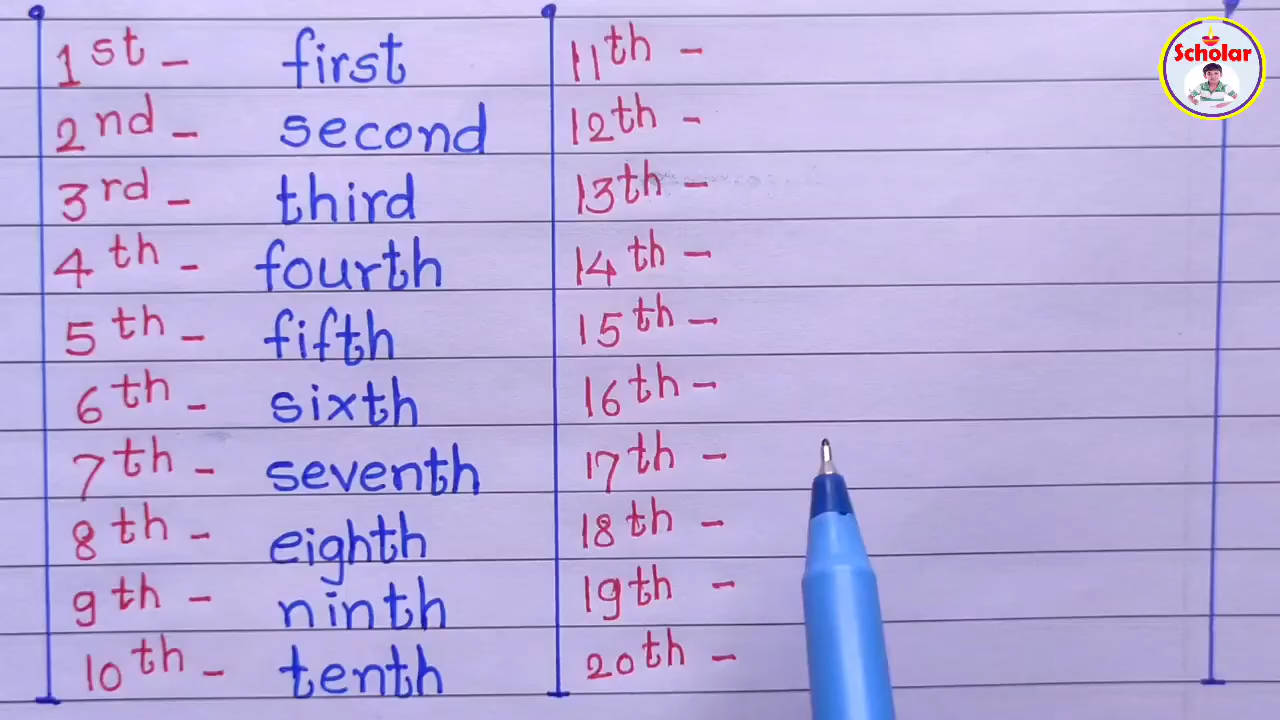 Scholar
1st - first
2nd - second
3rd - third
4th - fourth
5th - fifth
6th - sixth
7th - seventh
8th - eighth
9th - ninth
10th - tenth
11th -
12th -
13th -
14th -
15th -
16th -
17th -
18th -
19th -
20th -